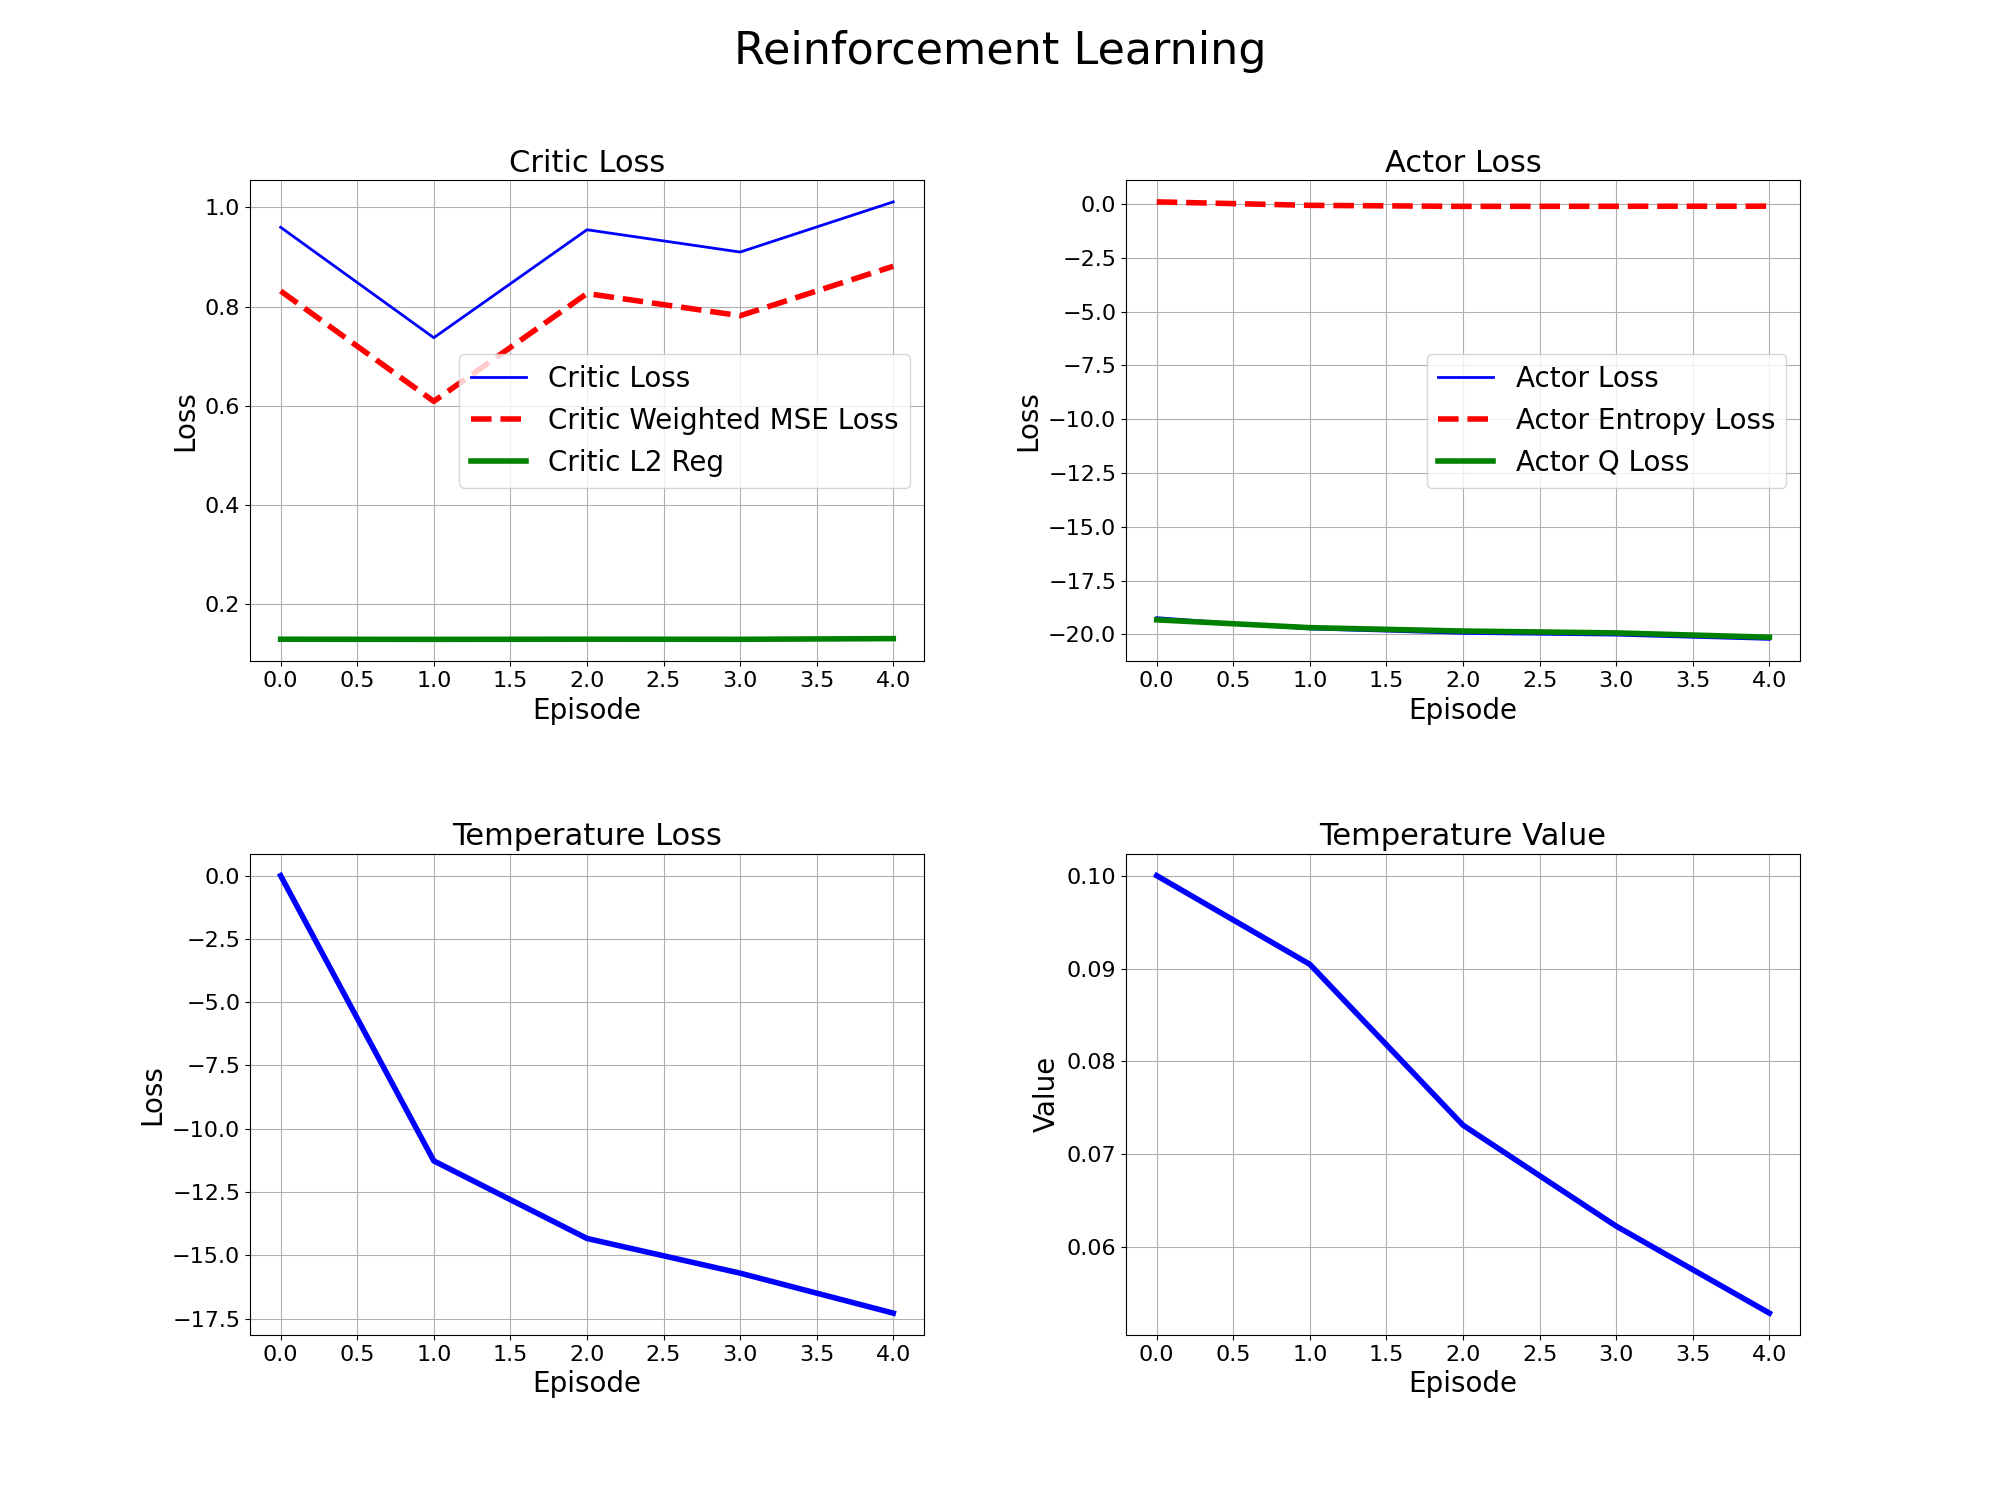 Reinforcement Learning
Critic Loss
Loss
1.0
0.8
0.6
0.4
0.2
Critic Loss
Critic Weighted MSE Loss
Critic L2 Reg
0.0 0.5 1.0 1.5 2.0 2.5 3.0 3.5 4.0
Episode
Actor Loss
Loss
0.0
−2.5
−5.0
−7.5
−10.0
−12.5
−15.0
−17.5
−20.0
Actor Loss
Actor Entropy Loss
Actor Q Loss
0.0 0.5 1.0 1.5 2.0 2.5 3.0 3.5 4.0
Episode
Temperature Loss
Loss
0.0
−2.5
−5.0
−7.5
−10.0
−12.5
−15.0
−17.5
0.0 0.5 1.0 1.5 2.0 2.5 3.0 3.5 4.0
Episode
Temperature Value
Value
0.10
0.09
0.08
0.07
0.06
0.0 0.5 1.0 1.5 2.0 2.5 3.0 3.5 4.0
Episode